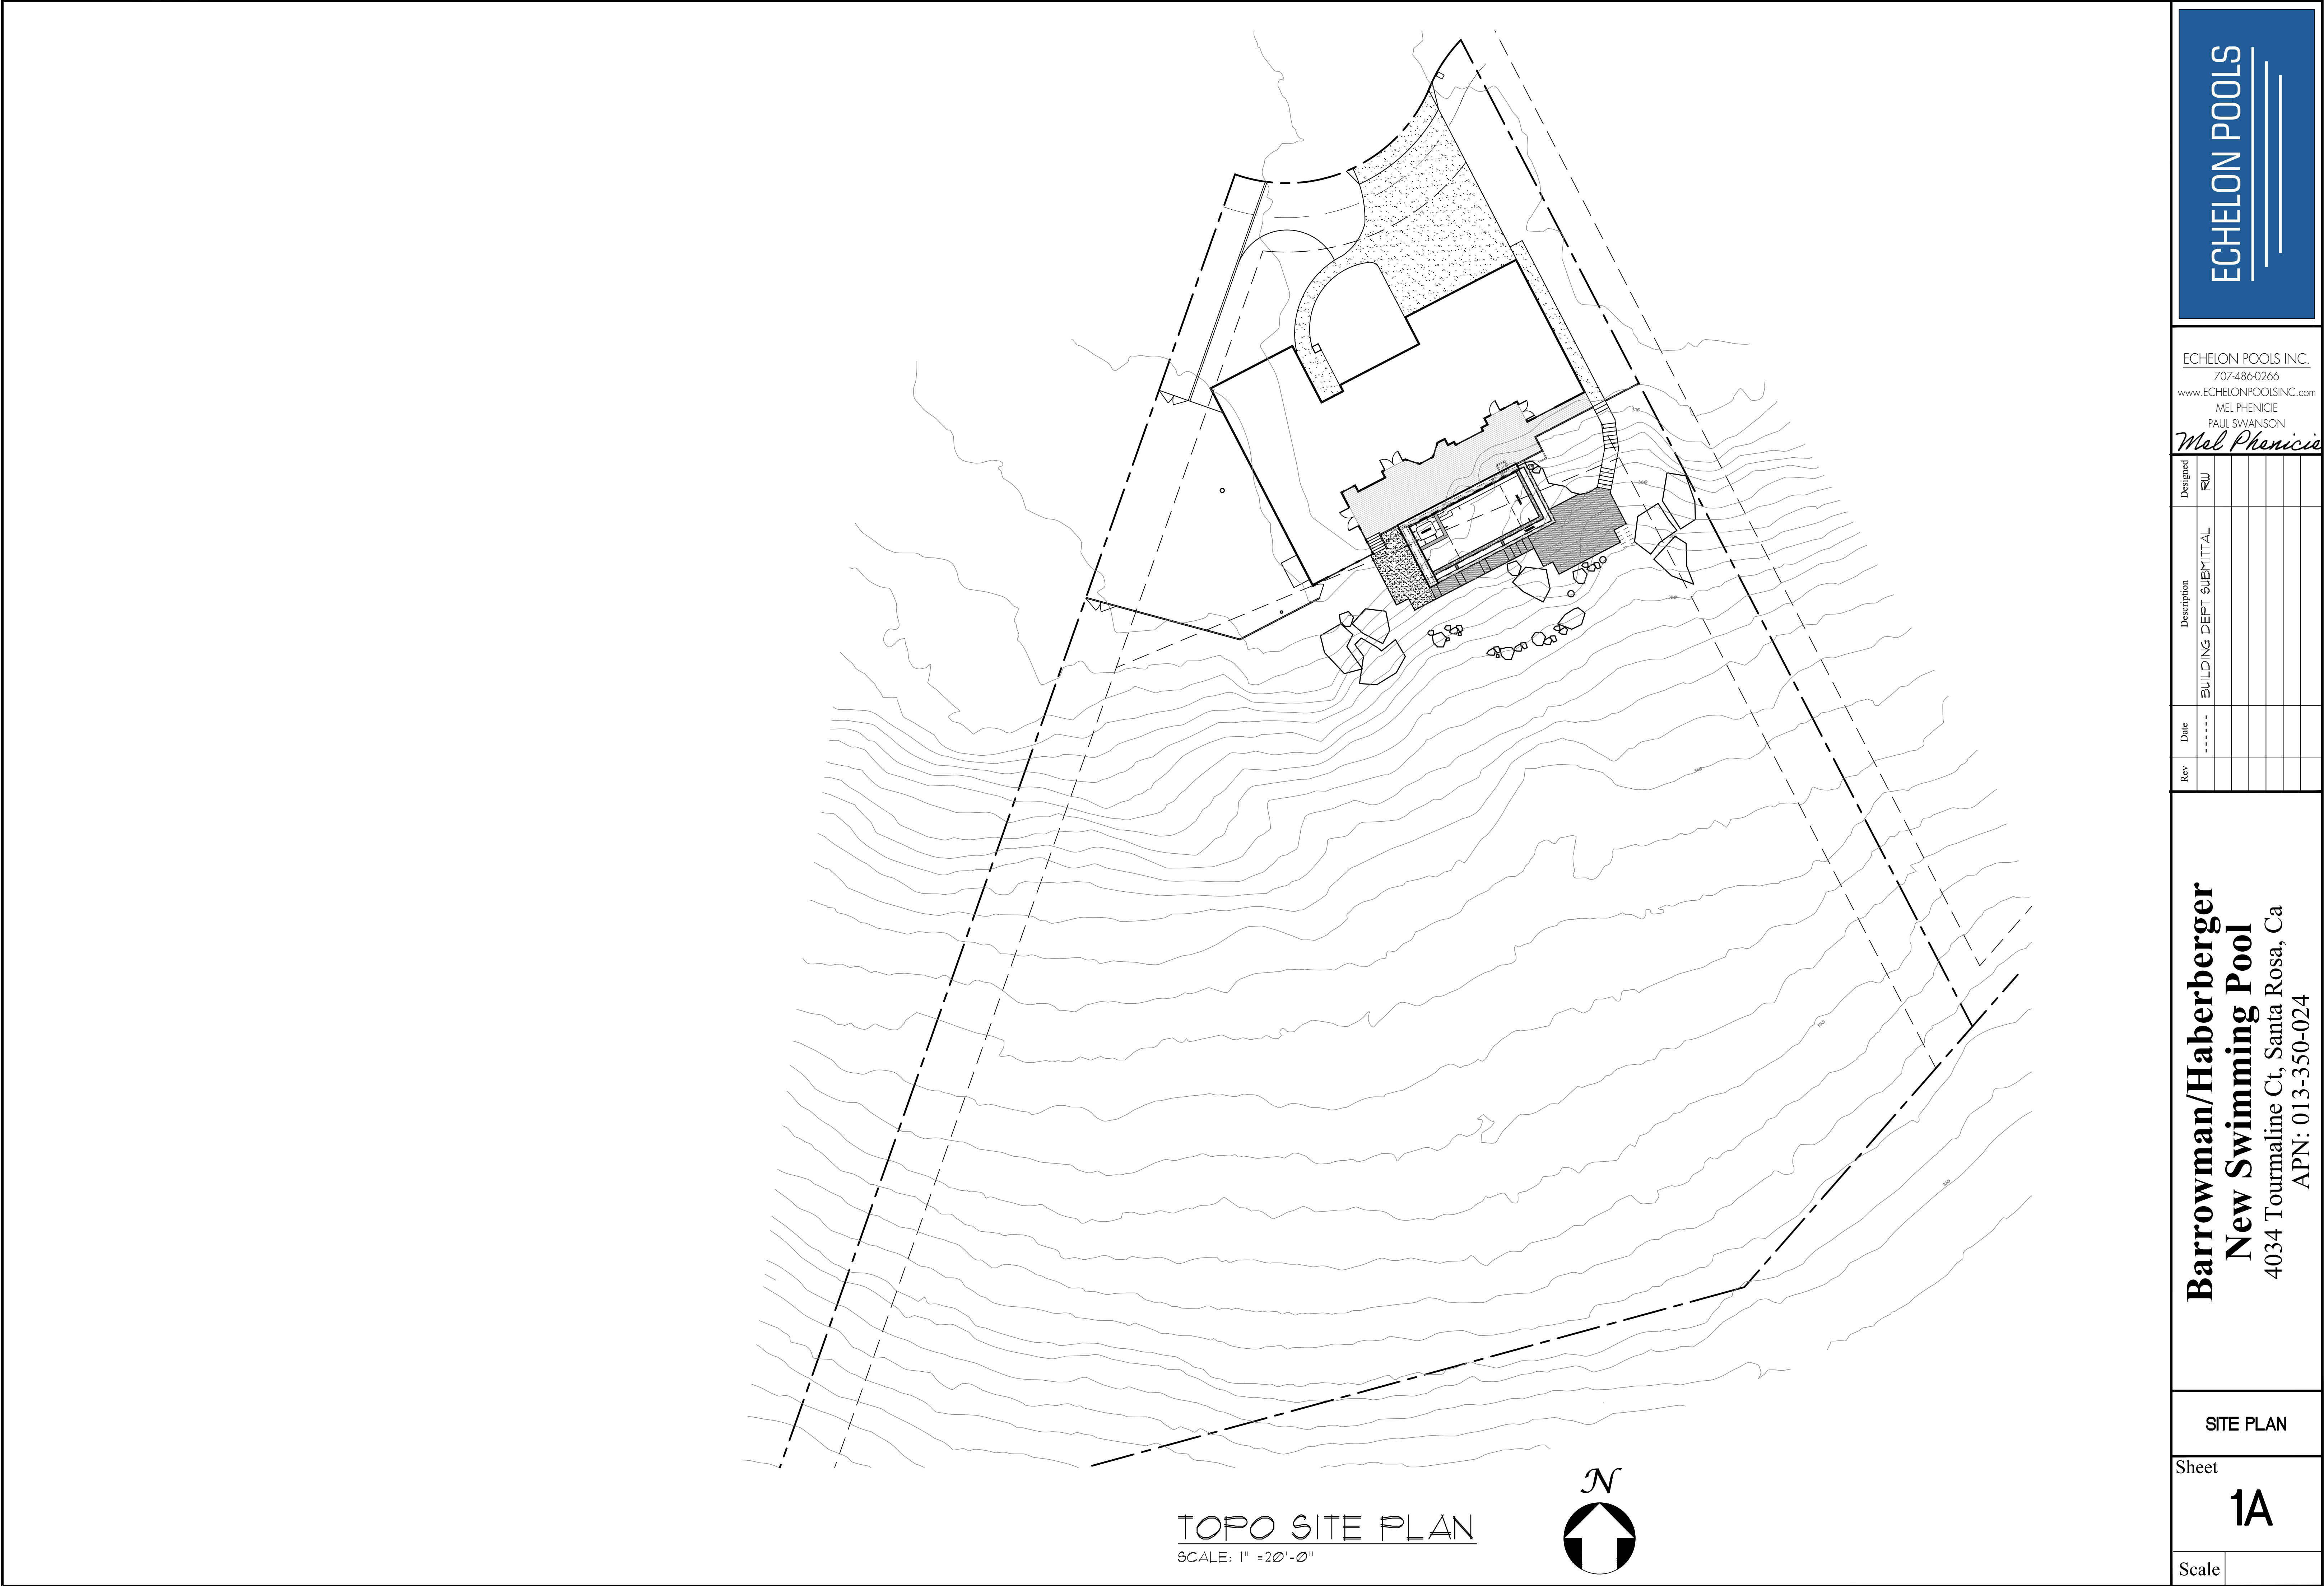 ECHELON POOLS
ECHELON POOLS INC.
707-486-0266
www.ECHELONPOOLSINC.com
MEL PHENICIE
PAUL SWANSON
Mel Phenicie
Rev
Date
Description
Designed
------
BUILDING DEPT SUBMITTAL
RW
Barrowman/Haberberger
New Swimming Pool
4034 Tourmaline Ct, Santa Rosa, Ca
APN: 013-350-024
SITE PLAN
Sheet
1A
Scale
N
TOPO SITE PLAN
SCALE: 1" =20'-0"